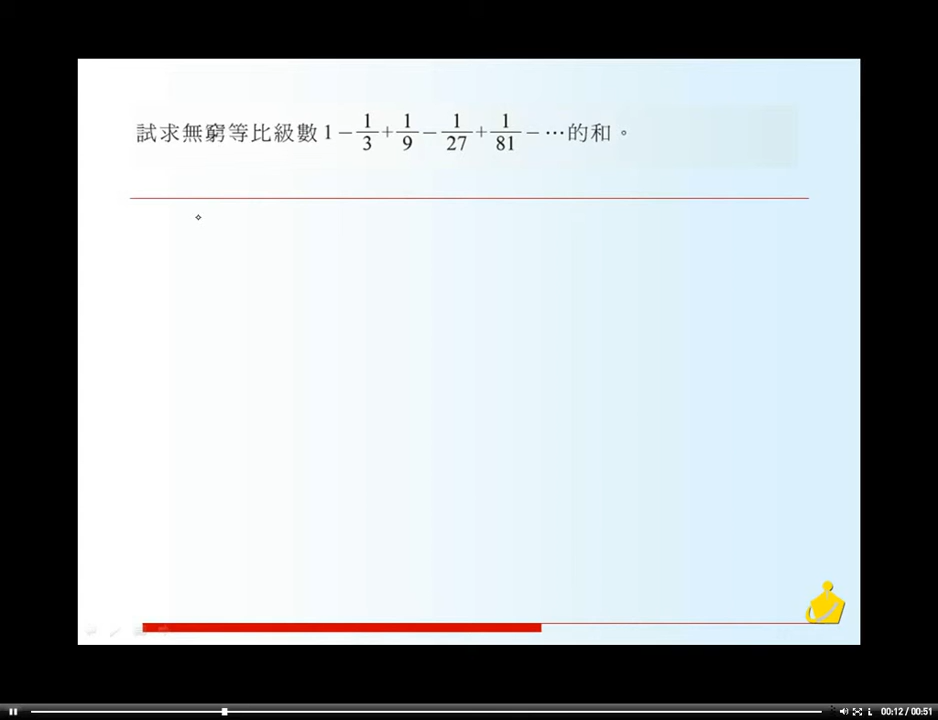 試求無窮等比級數 1 − 1/3 + 1/9 − 1/27 + 1/81 − ⋯ 的和。
00:12 / 00:51